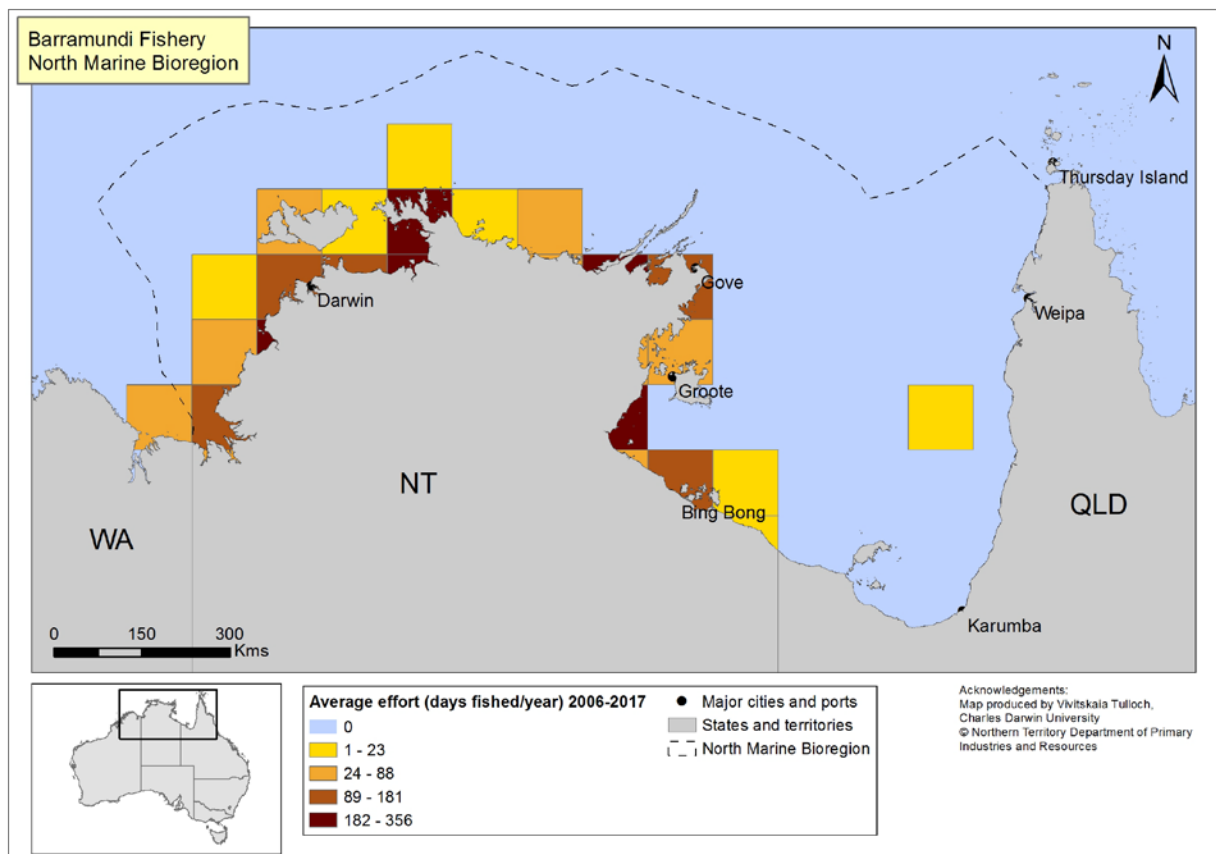 Barramundi Fishery
North Marine Bioregion
N
Thursday Island
Darwin
Gove
Weipa
Groote
NT
Bing Bong
QLD
WA
Karumba
0 150 300
Kms
Average effort (days fished/year) 2006-2017
0
1 - 23
24 - 88
89 - 181
182 - 356
Major cities and ports
States and territories
North Marine Bioregion
Acknowledgements:
Map produced by Vivitskaia Tulloch,
Charles Darwin University
© Northern Territory Department of Primary
Industries and Resources